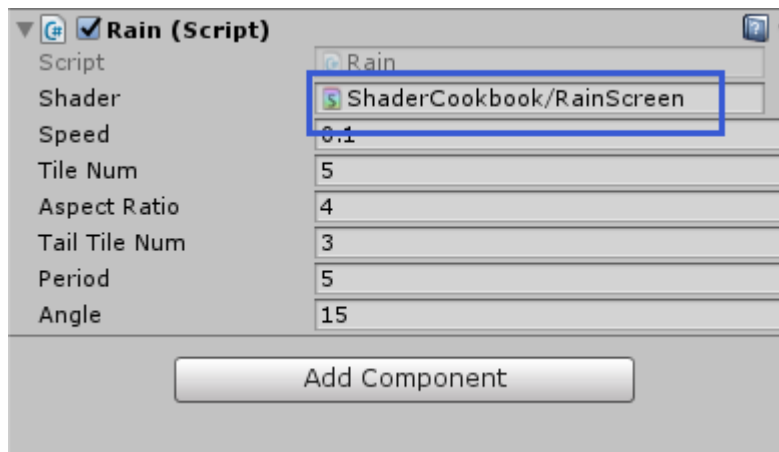 Rain (Script)
Script Rain
Shader ShaderCookbook/RainScreen
Speed 0.1
Tile Num 5
Aspect Ratio 4
Tail Tile Num 3
Period 5
Angle 15
Add Component